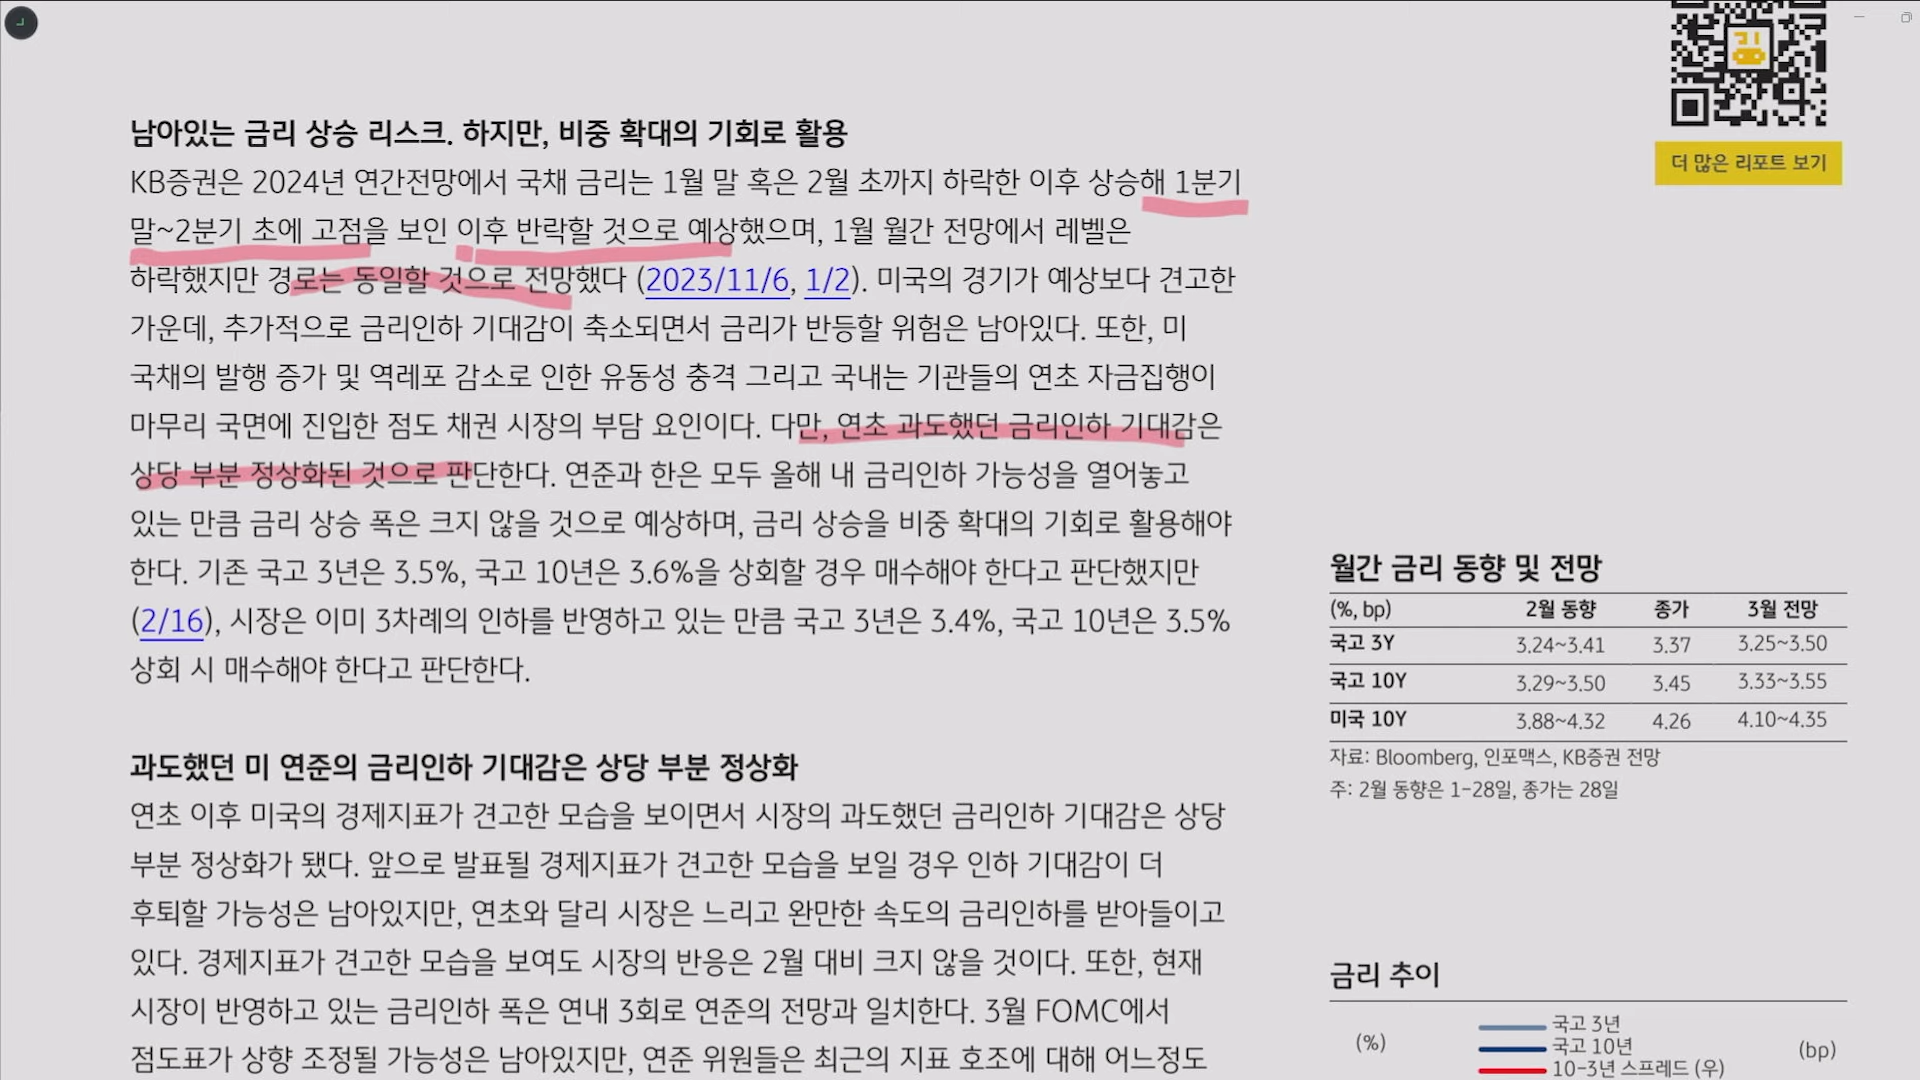 더 많은 리포트 보기
남아있는 금리 상승 리스크. 하지만, 비중 확대의 기회로 활용
KB증권은 2024년 연간전망에서 국채 금리는 1월 말 혹은 2월 초까지 하락한 이후 상승해 1분기
말~2분기 초에 고점을 보인 이후 반락할 것으로 예상했으며, 1월 월간 전망에서 레벨은
하락했지만 경로는 동일할 것으로 전망했다 (2023/11/6, 1/2). 미국의 경기가 예상보다 견고한
가운데, 추가적으로 금리인하 기대감이 축소되면서 금리가 반등할 위험은 남아있다. 또한, 미
국채의 발행 증가 및 역레포 감소로 인한 유동성 충격 그리고 국내는 기관들의 연초 자금집행이
마무리 국면에 진입한 점도 채권 시장의 부담 요인이다. 다만, 연초 과도했던 금리인하 기대감은
상당 부분 정상화된 것으로 판단한다. 연준과 한은 모두 올해 내 금리인하 가능성을 열어놓고
있는 만큼 금리 상승 폭은 크지 않을 것으로 예상하며, 금리 상승을 비중 확대의 기회로 활용해야
한다. 기존 국고 3년은 3.5%, 국고 10년은 3.6%을 상회할 경우 매수해야 한다고 판단했지만
(2/16), 시장은 이미 3차례의 인하를 반영하고 있는 만큼 국고 3년은 3.4%, 국고 10년은 3.5%
상회 시 매수해야 한다고 판단한다.
과도했던 미 연준의 금리인하 기대감은 상당 부분 정상화
연초 이후 미국의 경제지표가 견고한 모습을 보이면서 시장의 과도했던 금리인하 기대감은 상당
부분 정상화가 됐다. 앞으로 발표될 경제지표가 견고한 모습을 보일 경우 인하 기대감이 더
후퇴할 가능성은 남아있지만, 연초와 달리 시장은 느리고 완만한 속도의 금리인하를 받아들이고
있다. 경제지표가 견고한 모습을 보여도 시장의 반응은 2월 대비 크지 않을 것이다. 또한, 현재
시장이 반영하고 있는 금리인하 폭은 연내 3회로 연준의 전망과 일치한다. 3월 FOMC에서
점도표가 상향 조정될 가능성은 남아있지만, 연준 위원들은 최근의 지표 호조에 대해 어느정도
월간 금리 동향 및 전망
(%, bp) 2월 동향 종가 3월 전망
국고 3Y 3.24~3.41 3.37 3.25~3.50
국고 10Y 3.29~3.50 3.45 3.33~3.55
미국 10Y 3.88~4.32 4.26 4.10~4.35
자료: Bloomberg, 인포맥스, KB증권 전망
주: 2월 동향은 1-28일, 종가는 28일
금리 추이
(%) 국고 3년
국고 10년 (bp)
10-3년 스프레드 (우)